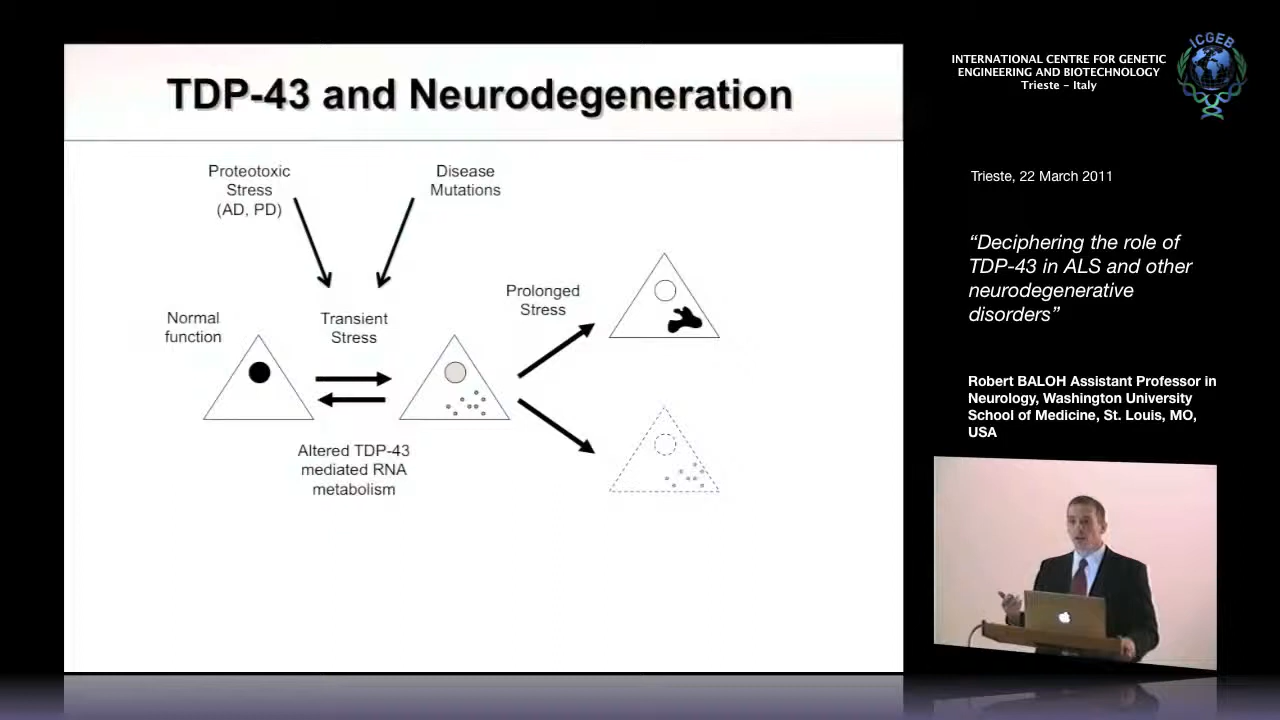 TDP-43 and Neurodegeneration
Proteotoxic
Stress
(AD, PD)
Disease
Mutations
Prolonged
Stress
Normal
function
Transient
Stress
Altered TDP-43
mediated RNA
metabolism
INTERNATIONAL CENTRE FOR GENETIC
ENGINEERING AND BIOTECHNOLOGY
Trieste - Italy
ICGEB
Trieste, 22 March 2011
“Deciphering the role of
TDP-43 in ALS and other
neurodegenerative
disorders”
Robert BALOH Assistant Professor in
Neurology, Washington University
School of Medicine, St. Louis, MO,
USA